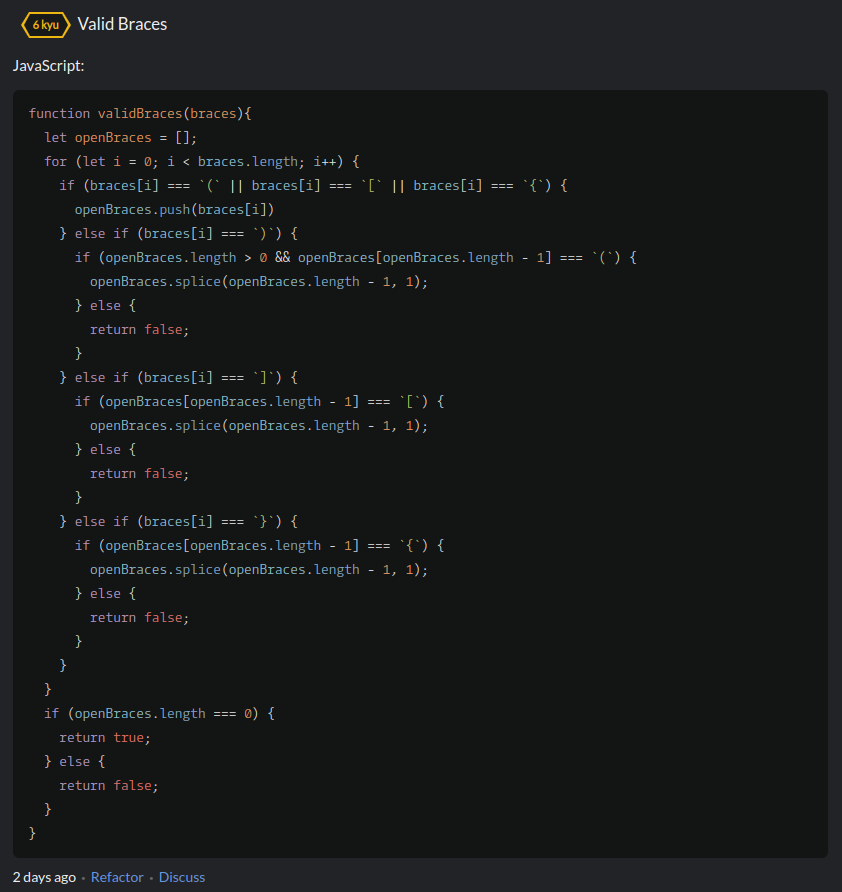 6 kyu Valid Braces
JavaScript:
function validBraces(braces){
  let openBraces = [];
  for (let i = 0; i < braces.length; i++) {
    if (braces[i] === `(` || braces[i] === `[` || braces[i] === `{`) {
      openBraces.push(braces[i])
    } else if (braces[i] === `)`) {
      if (openBraces.length > 0 && openBraces[openBraces.length - 1] === `(`) {
        openBraces.splice(openBraces.length - 1, 1);
      } else {
        return false;
      }
    } else if (braces[i] === `]`) {
      if (openBraces[openBraces.length - 1] === `[`) {
        openBraces.splice(openBraces.length - 1, 1);
      } else {
        return false;
      }
    } else if (braces[i] === `}`) {
      if (openBraces[openBraces.length - 1] === `{`) {
        openBraces.splice(openBraces.length - 1, 1);
      } else {
        return false;
      }
    }
  }
  if (openBraces.length === 0) {
    return true;
  } else {
    return false;
  }
}
2 days ago · Refactor · Discuss